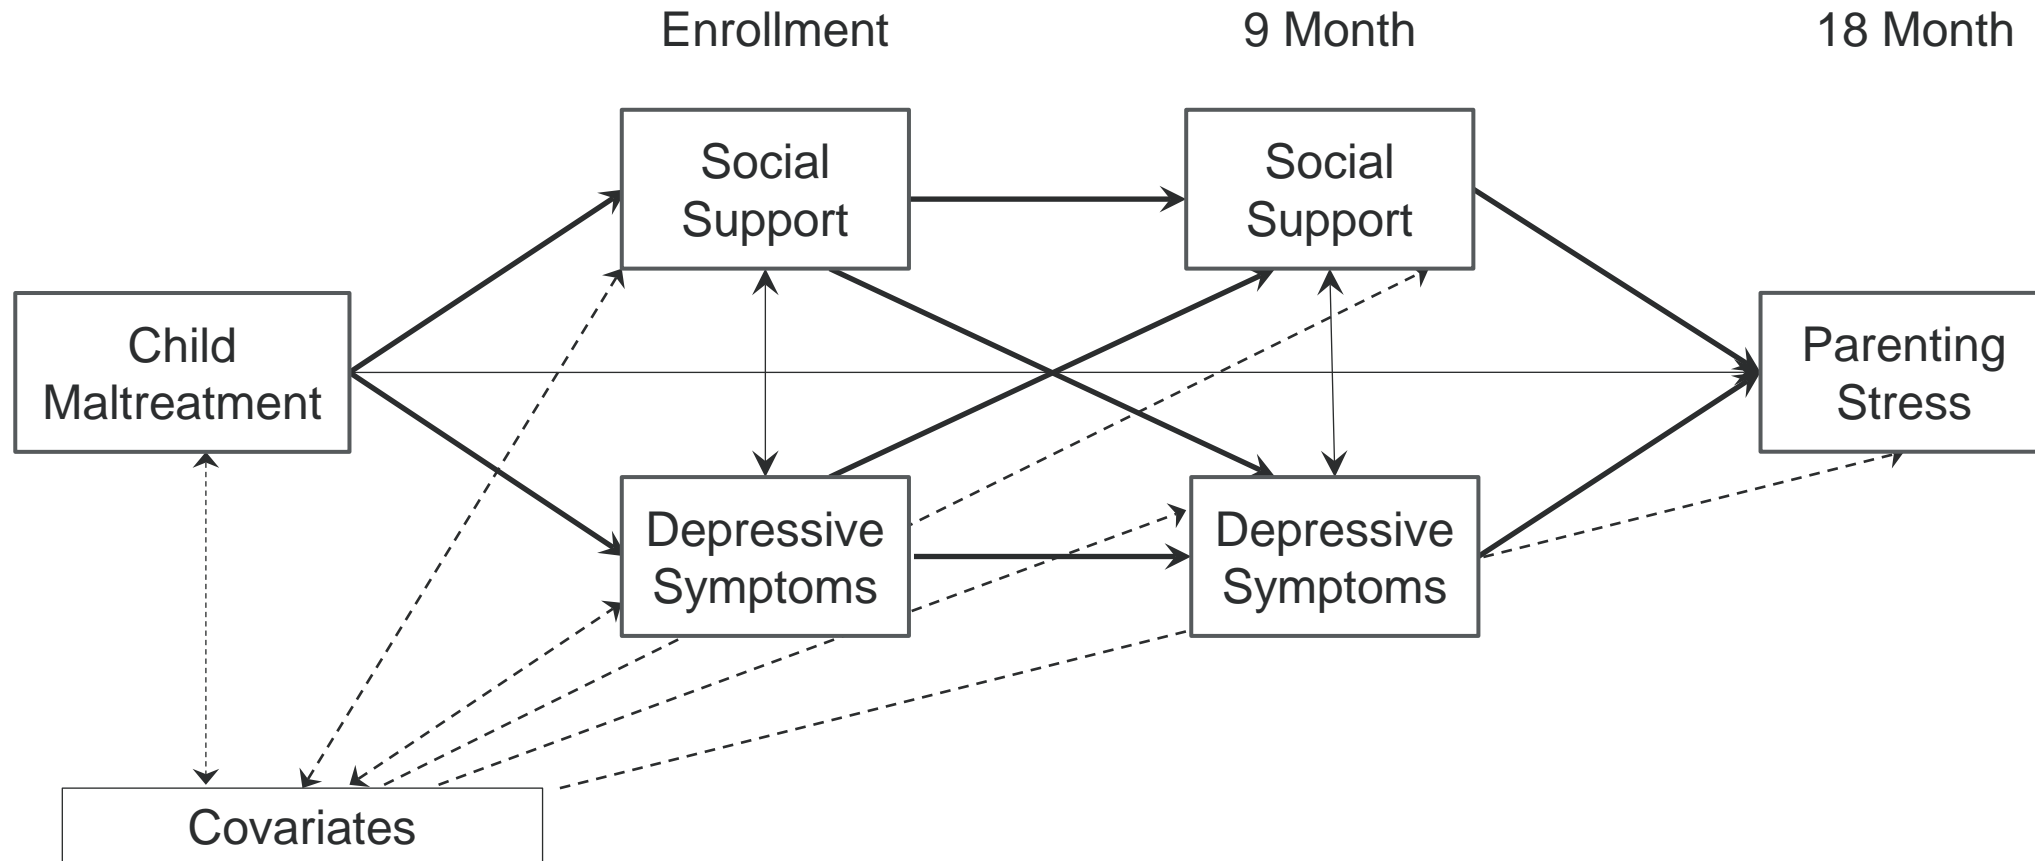 Enrollment
9 Month
18 Month
Social
Support
Social
Support
Child
Maltreatment
Parenting
Stress
Depressive
Symptoms
Depressive
Symptoms
Covariates